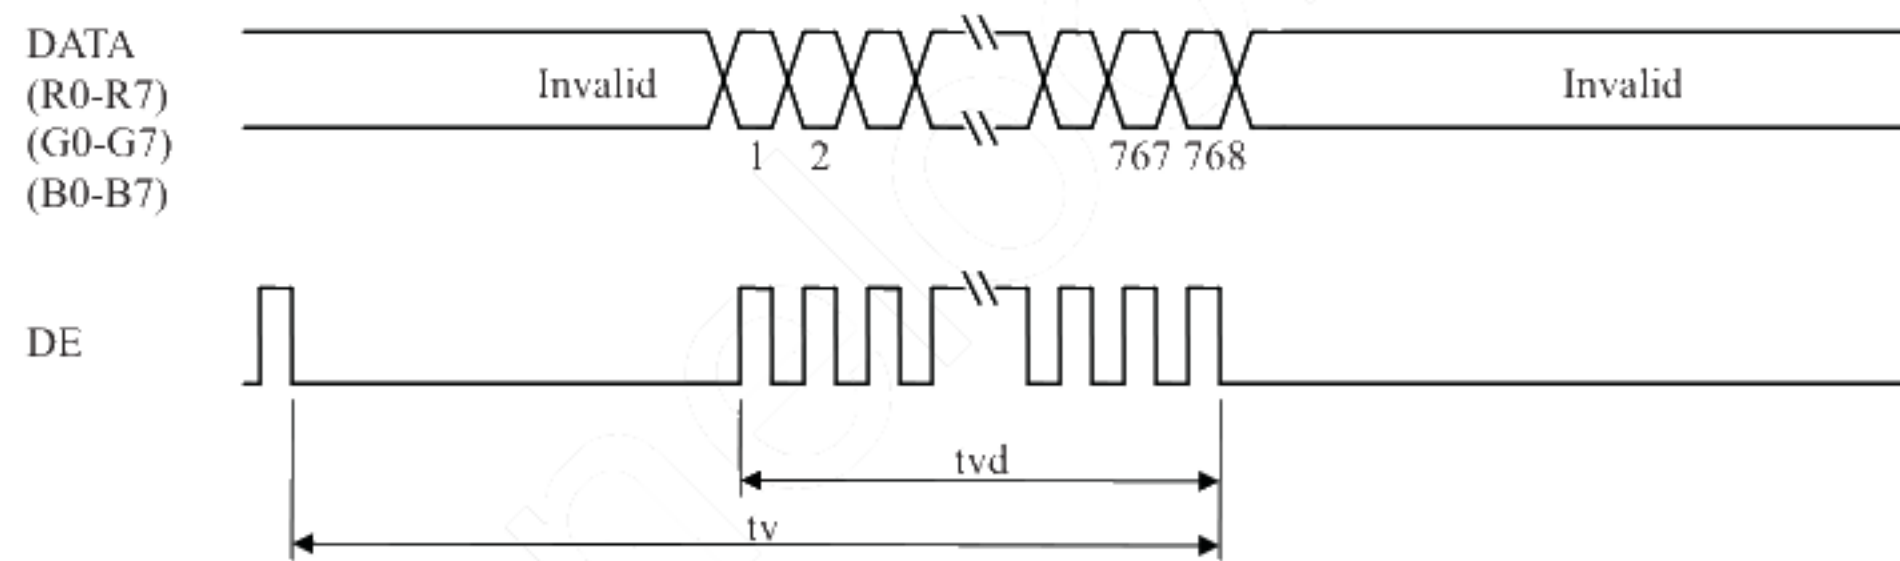 DATA
(R0-R7)
(G0-G7)
(B0-B7)
Invalid
Invalid
1 2 767 768
DE
tvd
tv